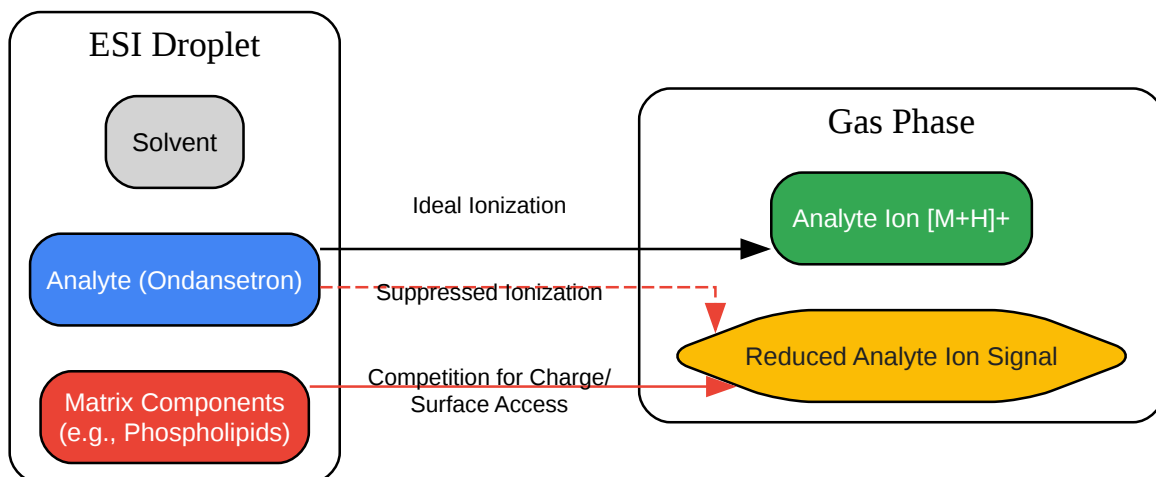 ESI Droplet
Solvent
Analyte (Ondansetron)
Matrix Components
(e.g., Phospholipids)
Ideal Ionization
Suppressed Ionization
Competition for Charge/
Surface Access
Gas Phase
Analyte Ion [M+H]+
Reduced Analyte Ion Signal